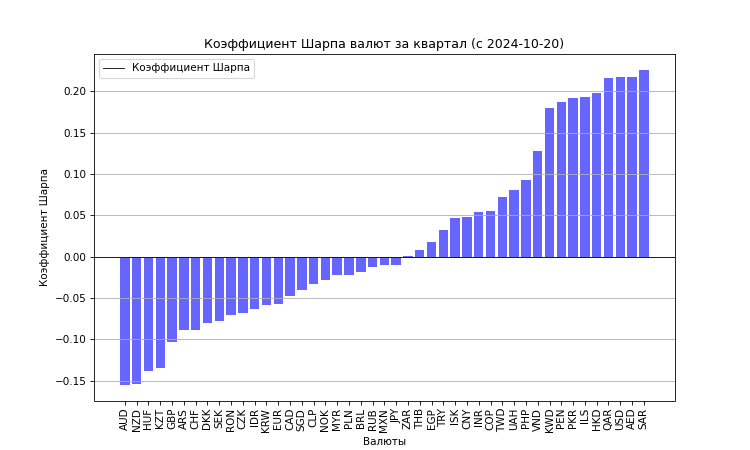 Коэффициент Шарпа валют за квартал (с 2024-10-20)
Коэффициент Шарпа
Коэффициент Шарпа
0.20
0.15
0.10
0.05
0.00
−0.05
−0.10
−0.15
AUD
NZD
HUF
KZT
GBP
ARS
CHF
DKK
SEK
RON
CZK
IDR
KRW
EUR
CAD
SGD
CLP
NOK
MYR
PLN
BRL
RUB
MXN
JPY
ZAR
THB
EGP
TRY
ISK
CNY
INR
COP
TWD
UAH
PHP
VND
KWD
PEN
PKR
ILS
HKD
QAR
USD
AED
SAR
Валюты